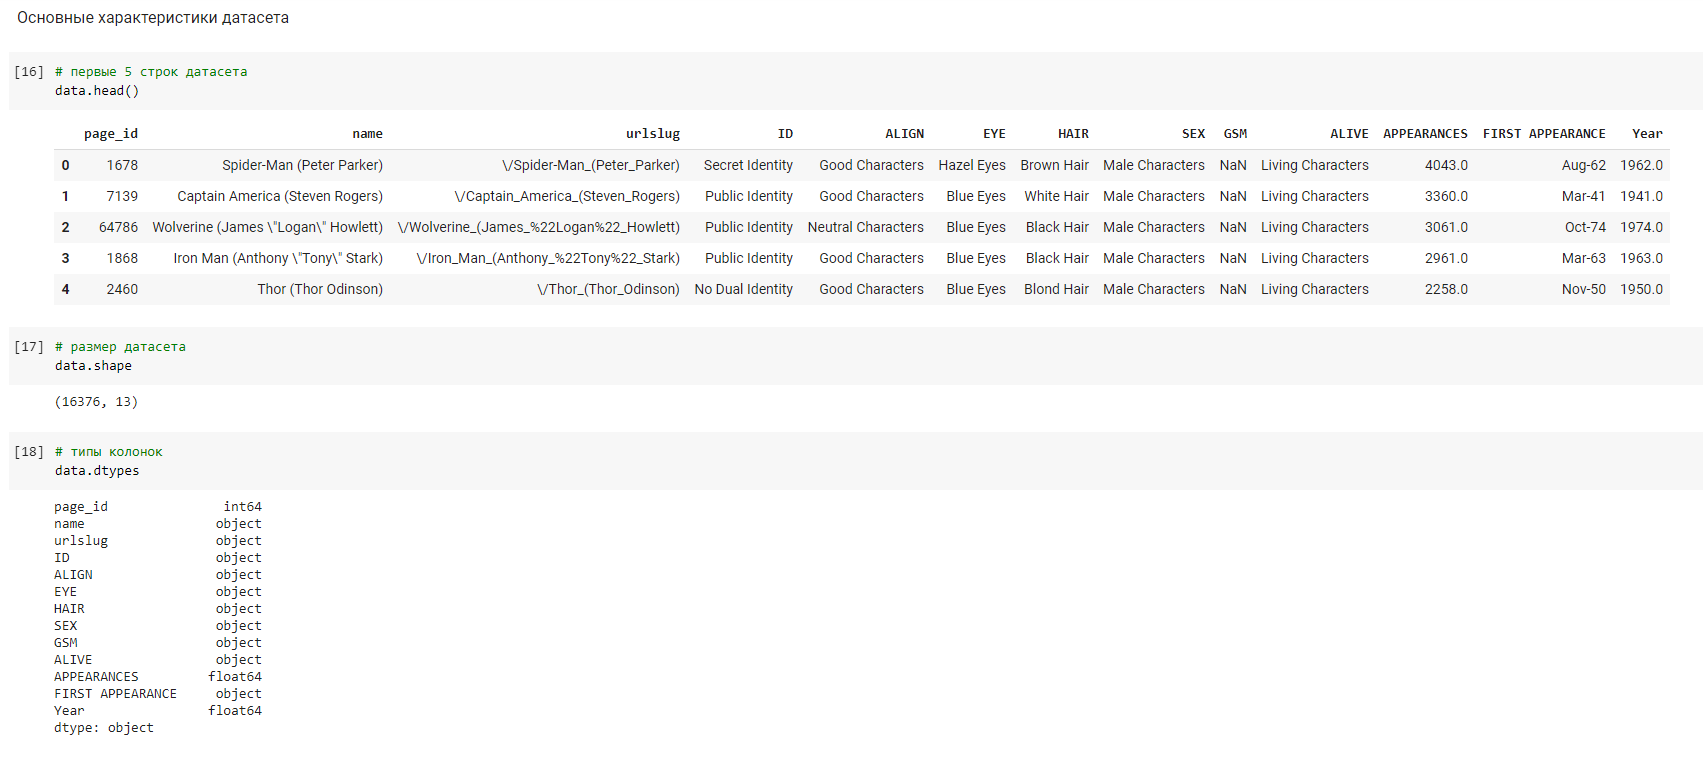 Основные характеристики датасета
[16] # первые 5 строк датасета
data.head()
page_id name urlslug ID ALIGN EYE HAIR SEX GSM ALIVE APPEARANCES FIRST APPEARANCE Year
0 1678 Spider-Man (Peter Parker) \/Spider-Man_(Peter_Parker) Secret Identity Good Characters Hazel Eyes Brown Hair Male Characters NaN Living Characters 4043.0 Aug-62 1962.0
1 7139 Captain America (Steven Rogers) \/Captain_America_(Steven_Rogers) Public Identity Good Characters Blue Eyes White Hair Male Characters NaN Living Characters 3360.0 Mar-41 1941.0
2 64786 Wolverine (James \"Logan\" Howlett) \/Wolverine_(James_%22Logan%22_Howlett) Public Identity Neutral Characters Blue Eyes Black Hair Male Characters NaN Living Characters 3061.0 Oct-74 1974.0
3 1868 Iron Man (Anthony \"Tony\" Stark) \/Iron_Man_(Anthony_%22Tony%22_Stark) Public Identity Good Characters Blue Eyes Black Hair Male Characters NaN Living Characters 2961.0 Mar-63 1963.0
4 2460 Thor (Thor Odinson) \/Thor_(Thor_Odinson) No Dual Identity Good Characters Blue Eyes Blond Hair Male Characters NaN Living Characters 2258.0 Nov-50 1950.0
[17] # размер датасета
data.shape
(16376, 13)
[18] # типы колонок
data.dtypes
page_id int64
name object
urlslug object
ID object
ALIGN object
EYE object
HAIR object
SEX object
GSM object
ALIVE object
APPEARANCES float64
FIRST APPEARANCE object
Year float64
dtype: object